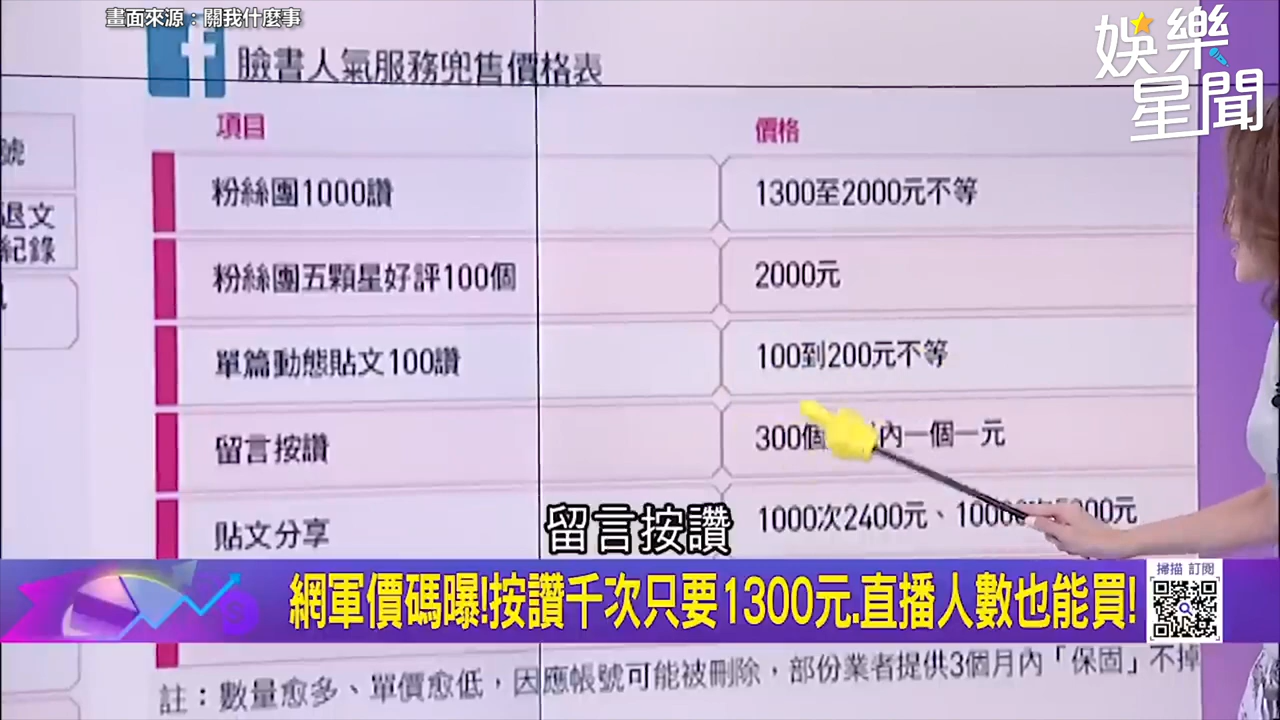 畫面來源：關我什麼事
娛樂
星聞
f
臉書人氣服務兜售價格表
項目
價格
號
退文
紀錄
粉絲團1000讚
1300至2000元不等
粉絲團五顆星好評100個
2000元
單篇動態貼文100讚
100到200元不等
留言按讚
300個
內一個一元
貼文分享
1000次2400元、
留言按讚
網軍價碼曝!按讚千次只要1300元.直播人數也能買!
掃描 訂閱
註：數量愈多、單價愈低，因應帳號可能被刪除，部份業者提供3個月內「保固」不掉